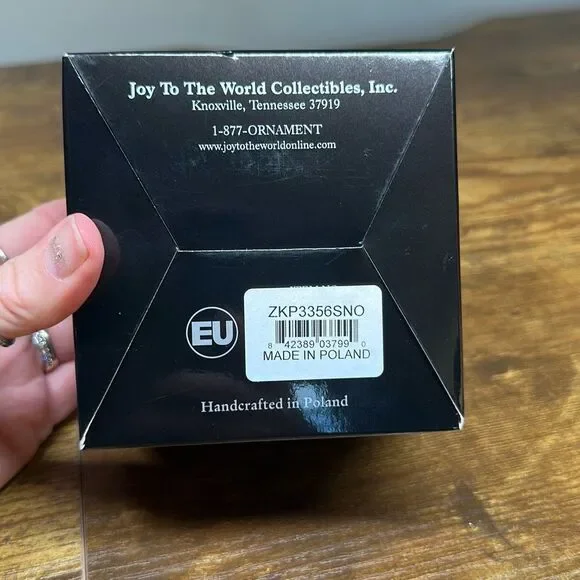 Joy To The World Collectibles, Inc.
Knoxville, Tennessee 37919
1-877-ORNAMENT
www.joytotheworldonline.com
EU
ZKP3356SNO
8 42389 03799 0
MADE IN POLAND
Handcrafted in Poland